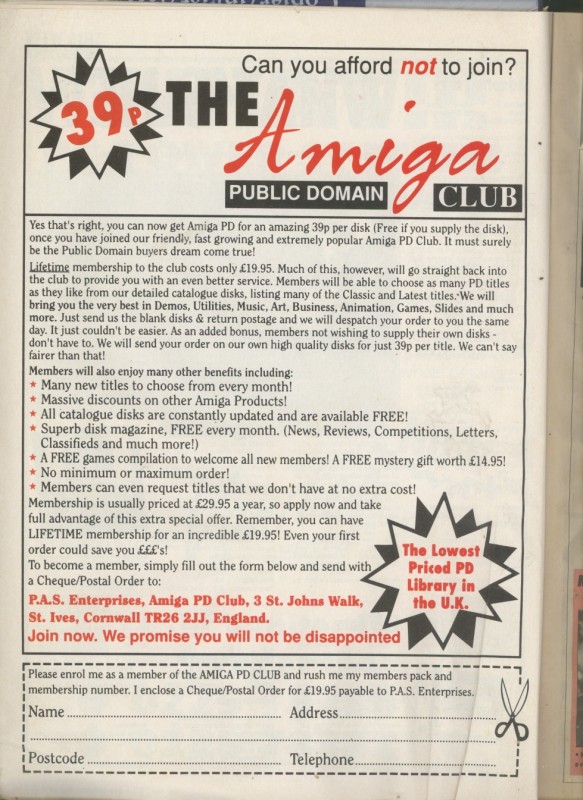 Can you afford not to join?
39p
THE
Amiga
PUBLIC DOMAIN
CLUB
Yes that's right, you can now get Amiga PD for an amazing 39p per disk (Free if you supply the disk),
once you have joined our friendly, fast growing and extremely popular Amiga PD Club. It must surely
be the Public Domain buyers dream come true!
Lifetime membership to the club costs only £19.95. Much of this, however, will go straight back into
the club to provide you with an even better service. Members will be able to choose as many PD titles
as they like from our detailed catalogue disks, listing many of the Classic and Latest titles. We will
bring you the very best in Demos, Utilities, Music, Art, Business, Animation, Games, Slides and much
more. Just send us the blank disks & return postage and we will despatch your order to you the same
day. It just couldn't be easier. As an added bonus, members not wishing to supply their own disks -
don't have to. We will send your order on our own high quality disks for just 39p per title. We can't say
fairer than that!
Members will also enjoy many other benefits including:
★ Many new titles to choose from every month!
★ Massive discounts on other Amiga Products!
★ All catalogue disks are constantly updated and are available FREE!
★ Superb disk magazine, FREE every month. (News, Reviews, Competitions, Letters,
Classifieds and much more!)
★ A FREE games compilation to welcome all new members! A FREE mystery gift worth £14.95!
★ No minimum or maximum order!
★ Members can even request titles that we don't have at no extra cost!
Membership is usually priced at £29.95 a year, so apply now and take
full advantage of this extra special offer. Remember, you can have
LIFETIME membership for an incredible £19.95! Even your first
order could save you £££'s!
To become a member, simply fill out the form below and send with
a Cheque/Postal Order to:
P.A.S. Enterprises, Amiga PD Club, 3 St. Johns Walk,
St. Ives, Cornwall TR26 2JJ, England.
Join now. We promise you will not be disappointed
The Lowest
Priced PD
Library in
the U.K.
Please enrol me as a member of the AMIGA PD CLUB and rush me my members pack and
membership number. I enclose a Cheque/Postal Order for £19.95 payable to P.A.S. Enterprises.
Name ........ Address........
Postcode ........ Telephone........